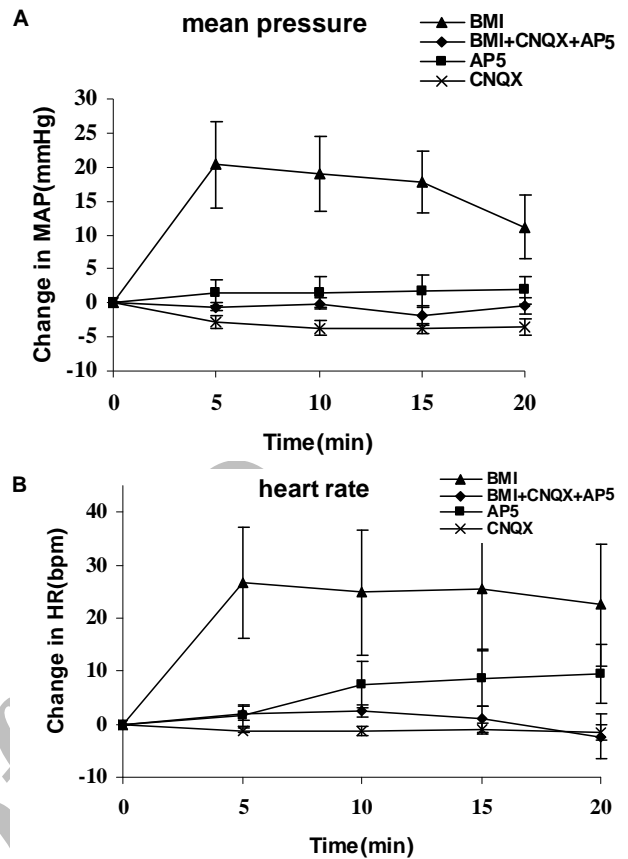 A
mean pressure
BMI
BMI+CNQX+AP5
AP5
CNQX
Change in MAP(mmHg)
30
25
20
15
10
5
0
-5
-10
0 5 10 15 20
Time(min)
B
heart rate
BMI
BMI+CNQX+AP5
AP5
CNQX
Change in HR(bpm)
40
30
20
10
0
-10
0 5 10 15 20
Time(min)